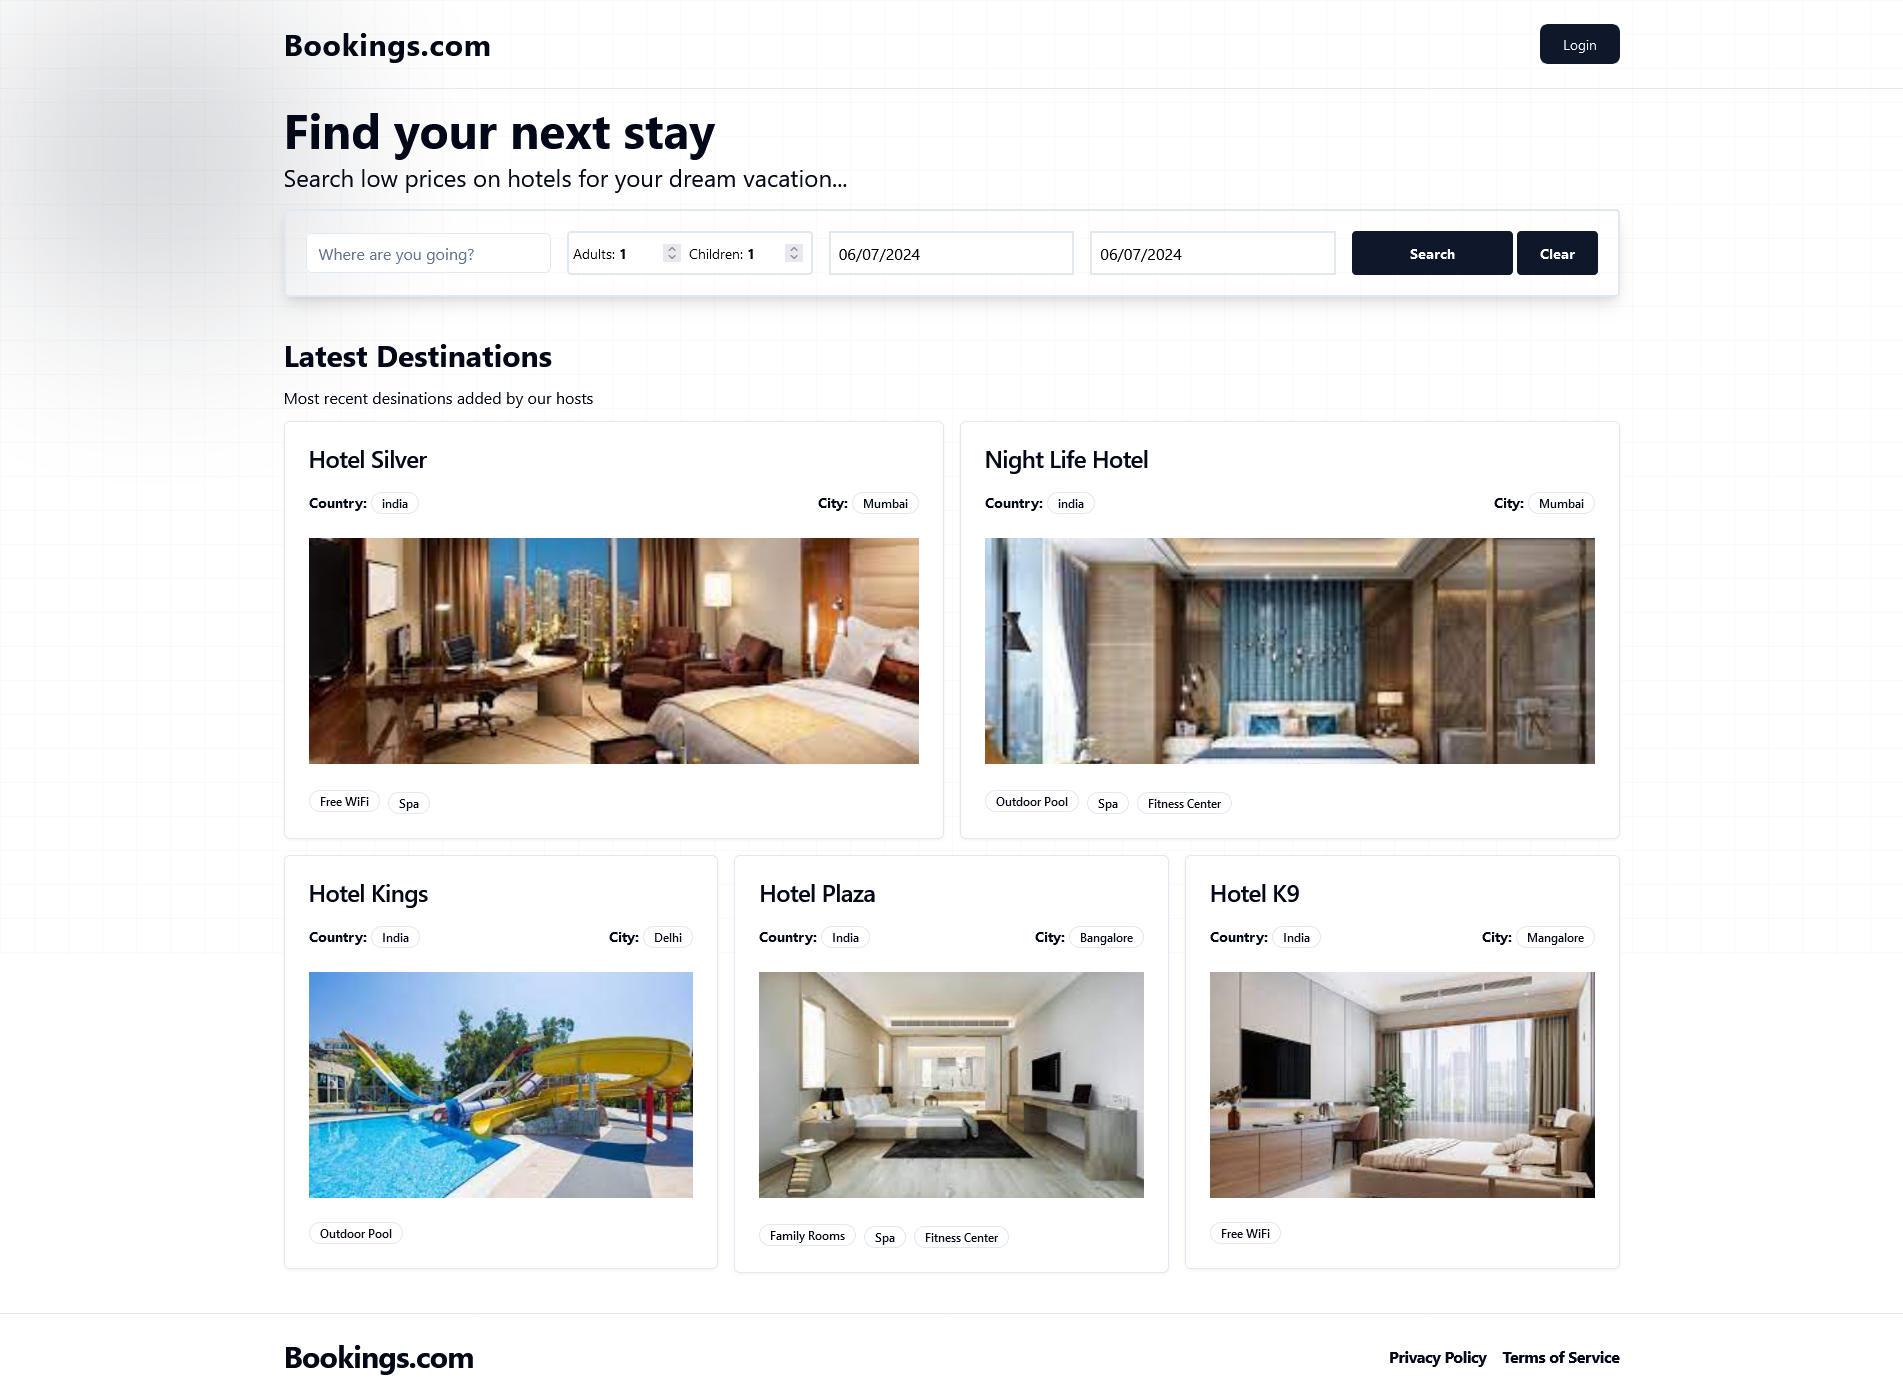 Bookings.com Login
Find your next stay
Search low prices on hotels for your dream vacation...
Where are you going? Adults: 1 Children: 1 06/07/2024 06/07/2024 Search Clear
Latest Destinations
Most recent desinations added by our hosts
Hotel Silver
Country: india City: Mumbai
Free WiFi Spa
Night Life Hotel
Country: india City: Mumbai
Outdoor Pool Spa Fitness Center
Hotel Kings
Country: India City: Delhi
Outdoor Pool
Hotel Plaza
Country: India City: Bangalore
Family Rooms Spa Fitness Center
Hotel K9
Country: India City: Mangalore
Free WiFi
Bookings.com Privacy Policy Terms of Service